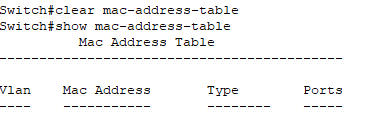 Switch#clear mac-address-table
Switch#show mac-address-table
Mac Address Table
-------------------------------------------
Vlan Mac Address Type Ports
---- ----------- -------- -----